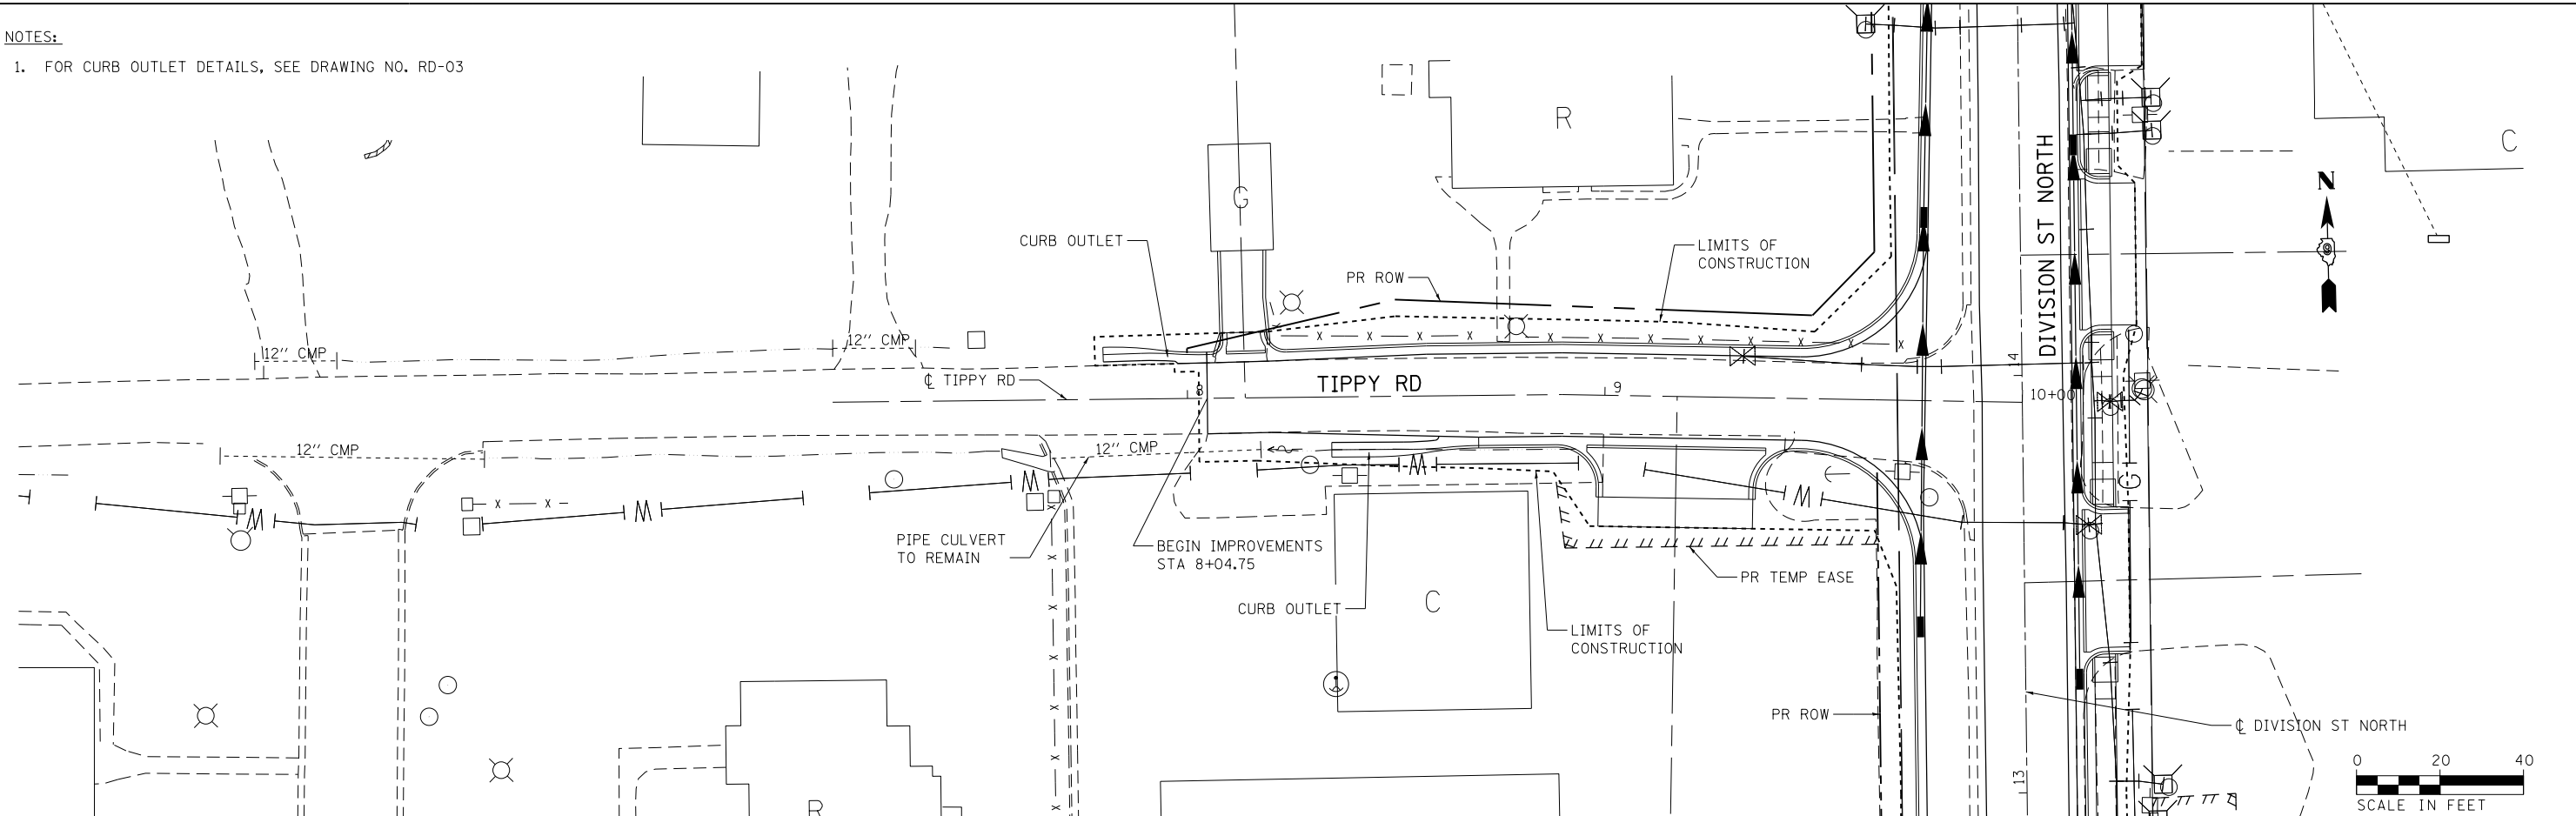 NOTES:
1. FOR CURB OUTLET DETAILS, SEE DRAWING NO. RD-03
R
C
DIVISION ST NORTH
N
G
CURB OUTLET
LIMITS OF
CONSTRUCTION
PR ROW
12'' CMP
12'' CMP
℄ TIPPY RD
TIPPY RD
8
9
14
10+00
12'' CMP
12'' CMP
G
PIPE CULVERT
TO REMAIN
BEGIN IMPROVEMENTS
STA 8+04.75
PR TEMP EASE
CURB OUTLET
C
LIMITS OF
CONSTRUCTION
PR ROW
℄ DIVISION ST NORTH
13
0 20 40
SCALE IN FEET
R